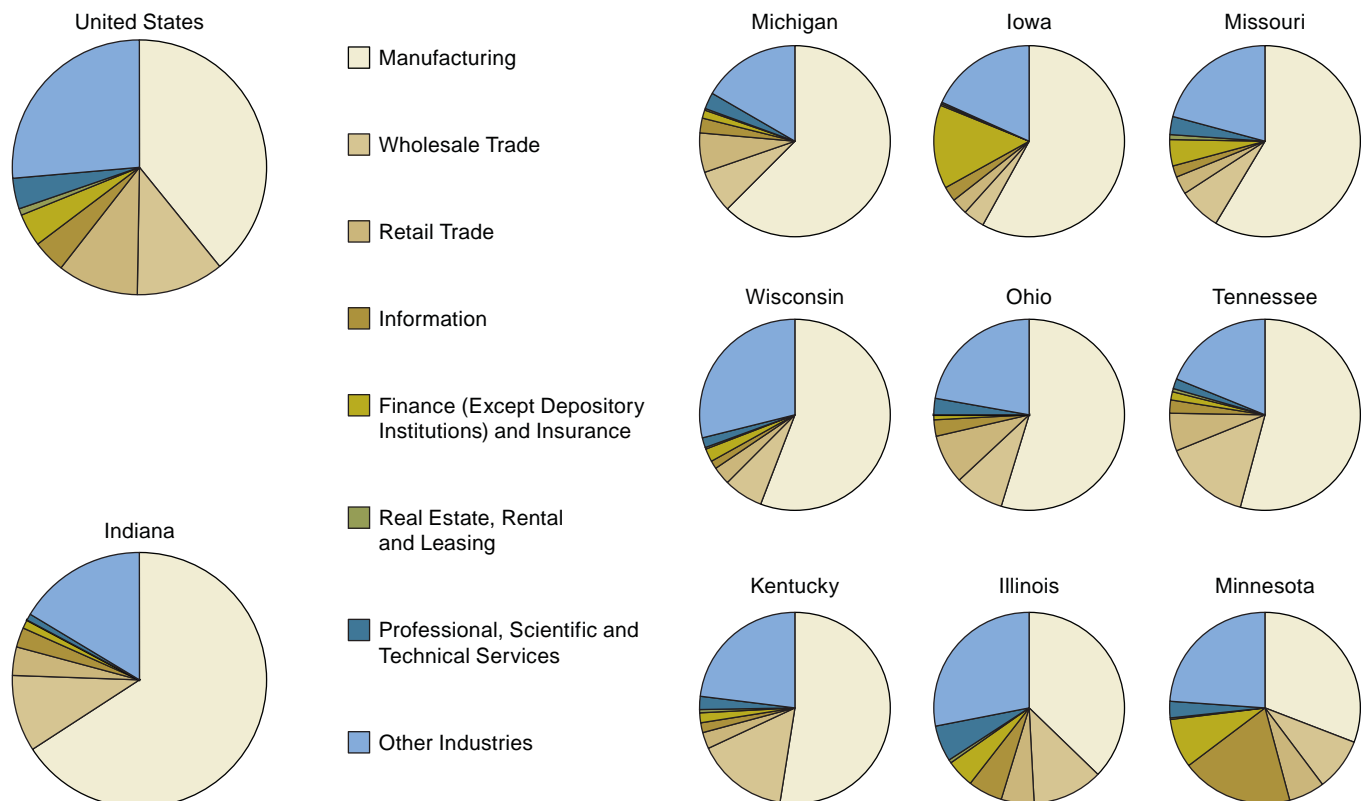 United States
Manufacturing
Wholesale Trade
Retail Trade
Information
Finance (Except Depository
Institutions) and Insurance
Real Estate, Rental
and Leasing
Professional, Scientific and
Technical Services
Other Industries
Indiana
Michigan
Iowa
Missouri
Wisconsin
Ohio
Tennessee
Kentucky
Illinois
Minnesota